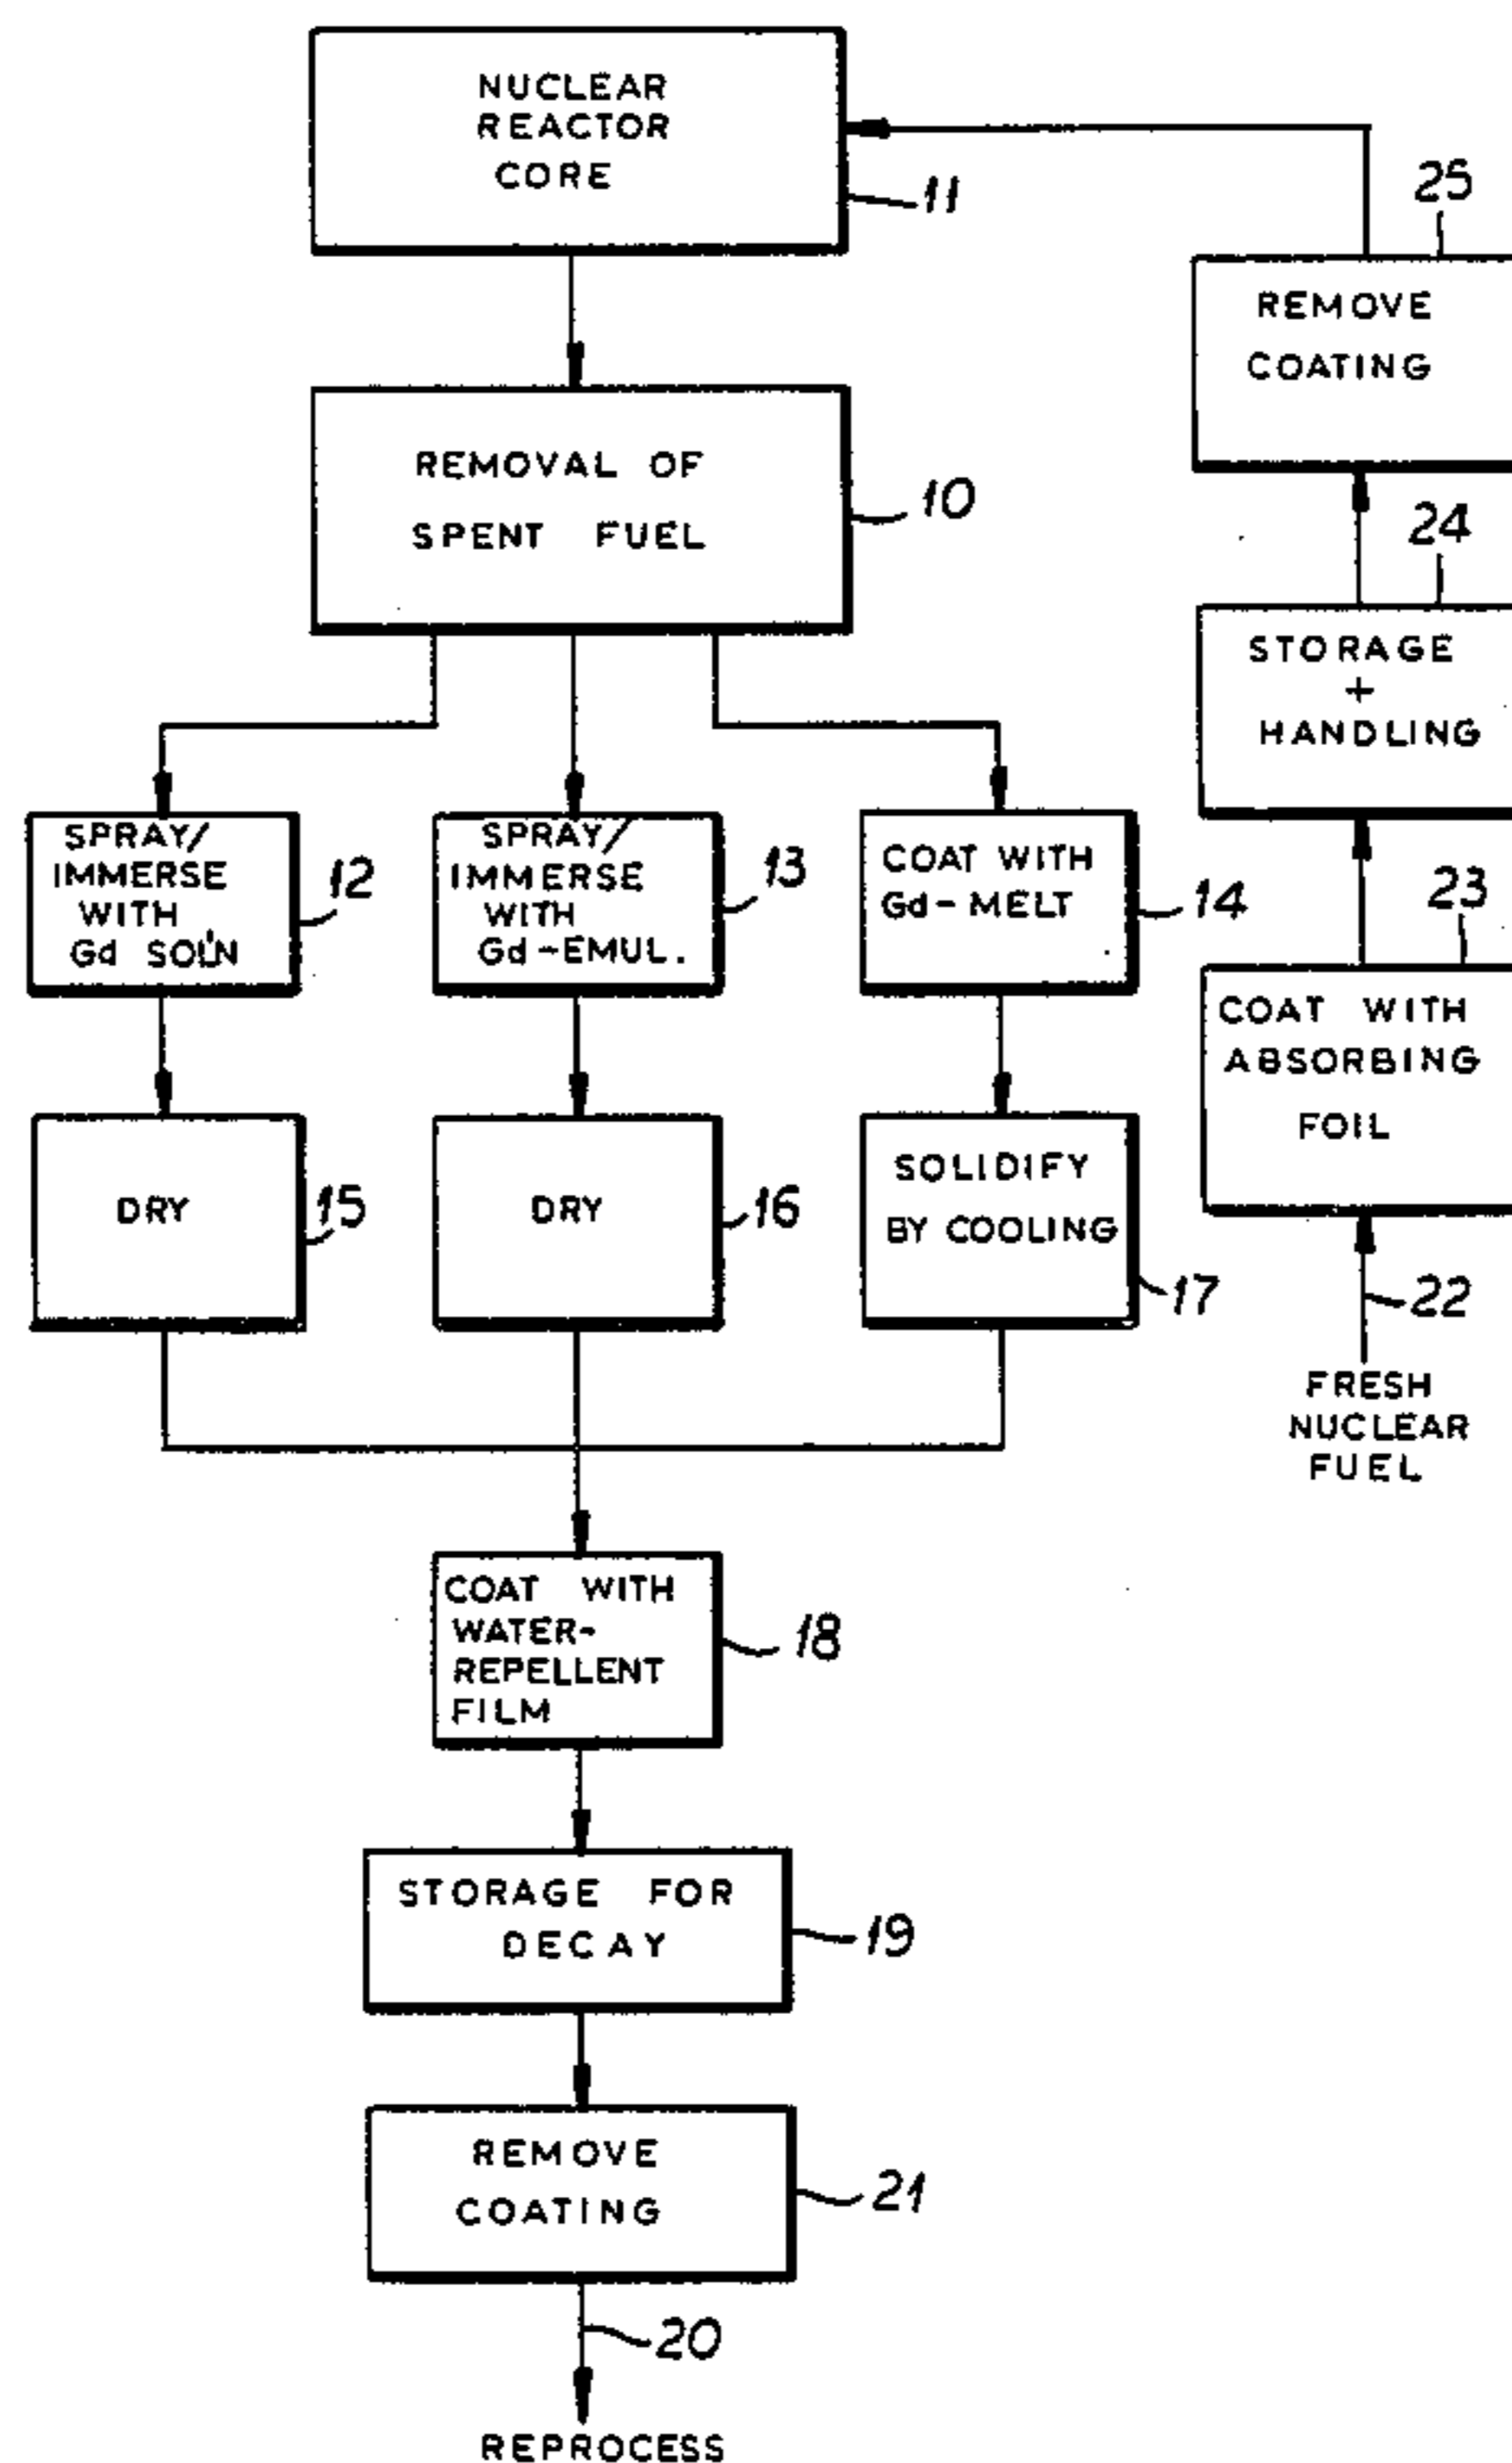 NUCLEAR
REACTOR
CORE
11
25
REMOVE
COATING
REMOVAL OF
SPENT FUEL
10
24
STORAGE
+
HANDLING
SPRAY/
IMMERSE
WITH
Gd SOL'N
12
SPRAY/
IMMERSE
WITH
Gd-EMUL.
13
COAT WITH
Gd-MELT
14
23
COAT WITH
ABSORBING
FOIL
DRY
15
DRY
16
SOLIDIFY
BY COOLING
17
22
FRESH
NUCLEAR
FUEL
COAT WITH
WATER-
REPELLENT
FILM
18
STORAGE FOR
DECAY
19
REMOVE
COATING
21
20
REPROCESS